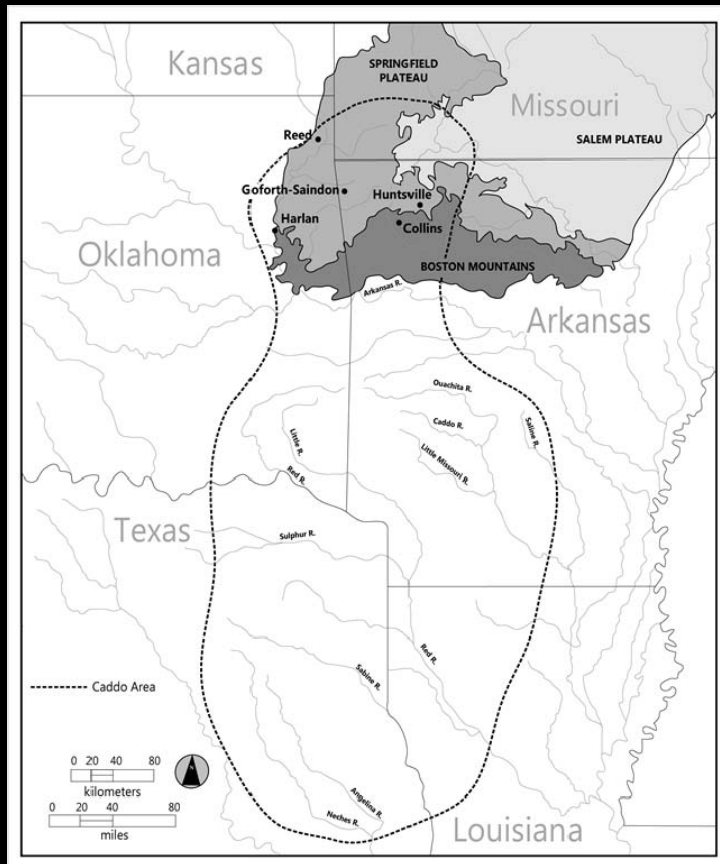 Kansas
SPRINGFIELD
PLATEAU
Missouri
Reed
SALEM PLATEAU
Goforth-Saindon
Huntsville
Harlan
Collins
Oklahoma
BOSTON MOUNTAINS
Arkansas R.
Arkansas
Ouachita R.
Caddo R.
Saline R.
Little R.
Little Missouri R.
Red R.
Texas
Sulphur R.
Red R.
Sabine R.
Caddo Area
N
0 20 40 80
kilometers
Angelina R.
0 20 40 80
Neches R.
miles
Louisiana